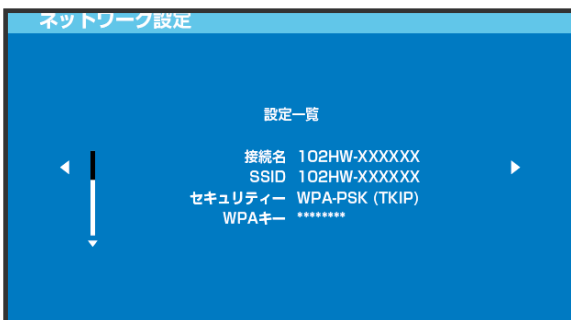 ネットワーク設定
設定一覧
接続名 102HW-XXXXXX
SSID 102HW-XXXXXX
セキュリティー WPA-PSK (TKIP)
WPAキー ********